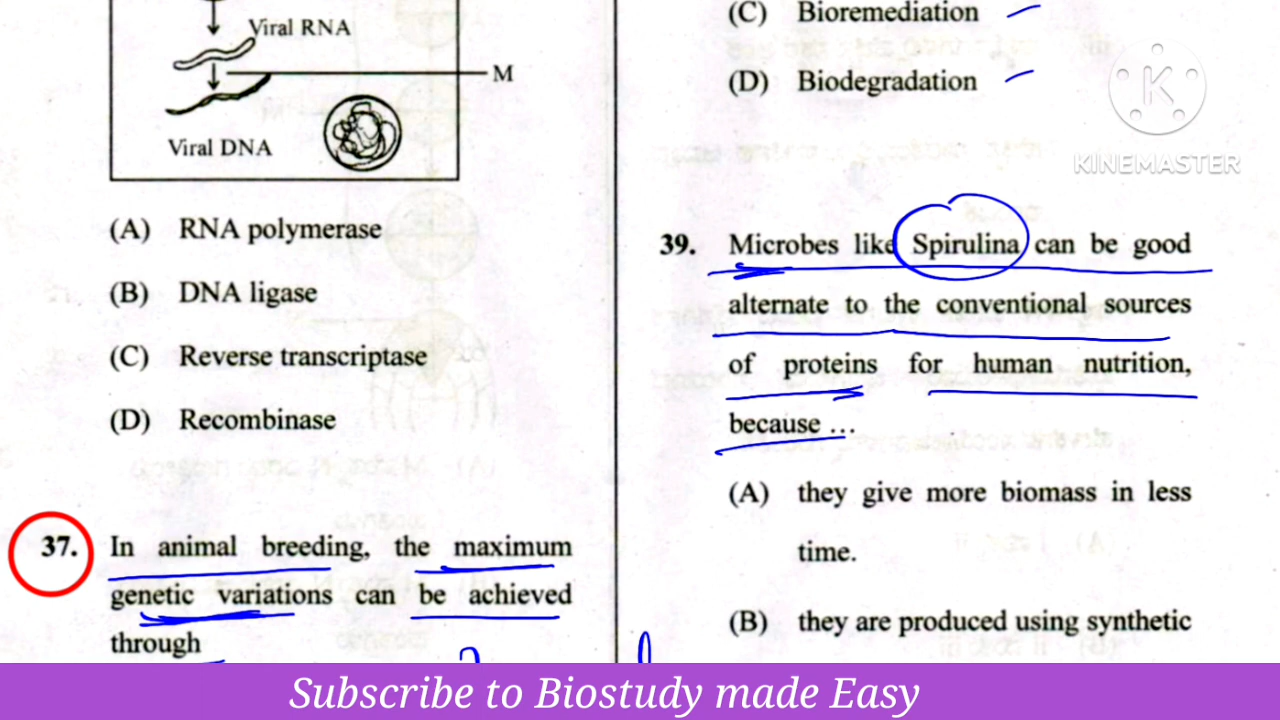 Viral RNA
M
Viral DNA
(A) RNA polymerase
(B) DNA ligase
(C) Reverse transcriptase
(D) Recombinase
37. In animal breeding, the maximum
genetic variations can be achieved
through
(C) Bioremediation
(D) Biodegradation
K
KINEMASTER
39. Microbes like Spirulina can be good
alternate to the conventional sources
of proteins for human nutrition,
because ...
(A) they give more biomass in less
time.
(B) they are produced using synthetic
Subscribe to Biostudy made Easy